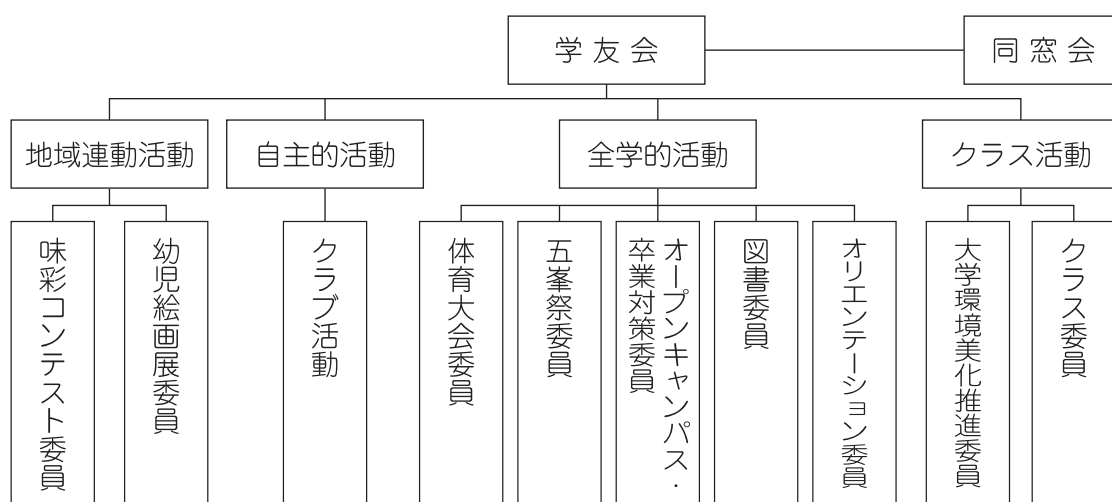 学友会
同窓会
地域連動活動
自主的活動
全学的活動
クラス活動
味彩コンテスト委員
幼児絵画展委員
クラブ活動
体育大会委員
五峯祭委員
オープンキャンパス・
卒業対策委員
図書委員
オリエンテーション委員
大学環境美化推進委員
クラス委員